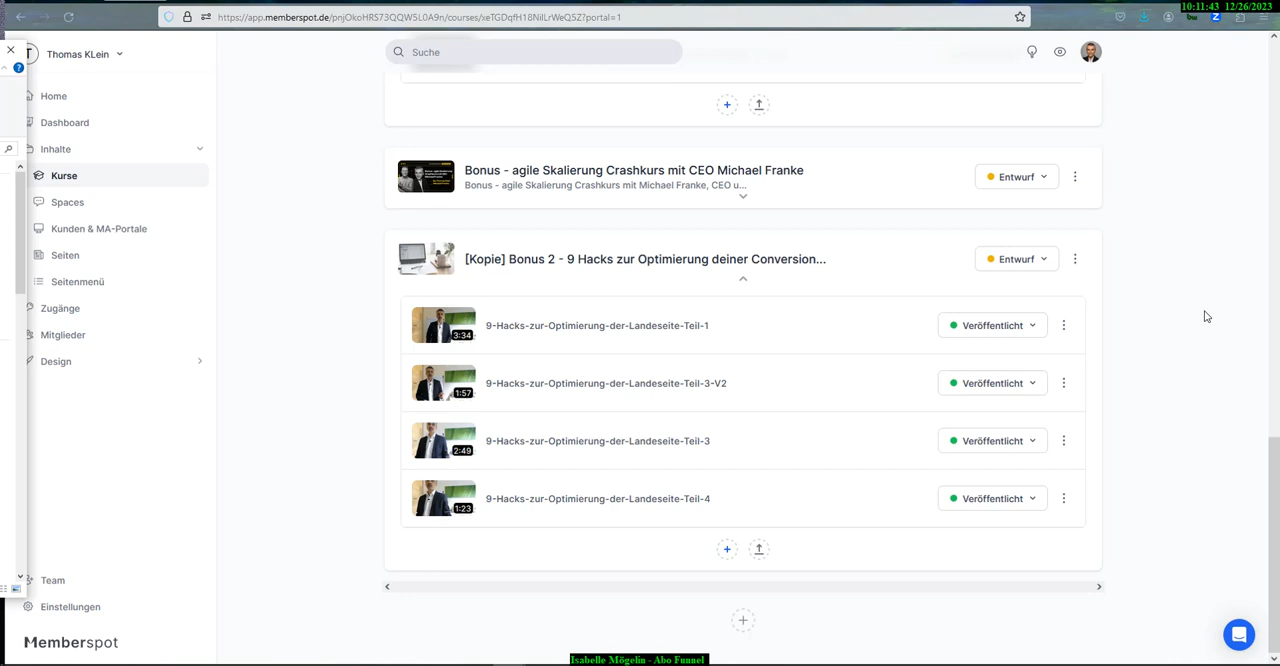 10:11:43 12/26/2023
https://app.memberspot.de/pnjOkoHRS73QQW5L0A9n/courses/xeTGDqfH18NilLrWeQ5Z?portal=1
Thomas KLein
Suche
Home
Dashboard
Inhalte
Kurse
Spaces
Kunden & MA-Portale
Seiten
Seitenmenü
Zugänge
Mitglieder
Design
Team
Einstellungen
Memberspot
Bonus - agile Skalierung Crashkurs mit CEO Michael Franke
Bonus - agile Skalierung Crashkurs mit Michael Franke, CEO u...
Entwurf
[Kopie] Bonus 2 - 9 Hacks zur Optimierung deiner Conversion...
Entwurf
3:34
9-Hacks-zur-Optimierung-der-Landeseite-Teil-1
Veröffentlicht
1:57
9-Hacks-zur-Optimierung-der-Landeseite-Teil-3-V2
Veröffentlicht
2:49
9-Hacks-zur-Optimierung-der-Landeseite-Teil-3
Veröffentlicht
1:23
9-Hacks-zur-Optimierung-der-Landeseite-Teil-4
Veröffentlicht
Isabelle Mögelin - Abo Funnel